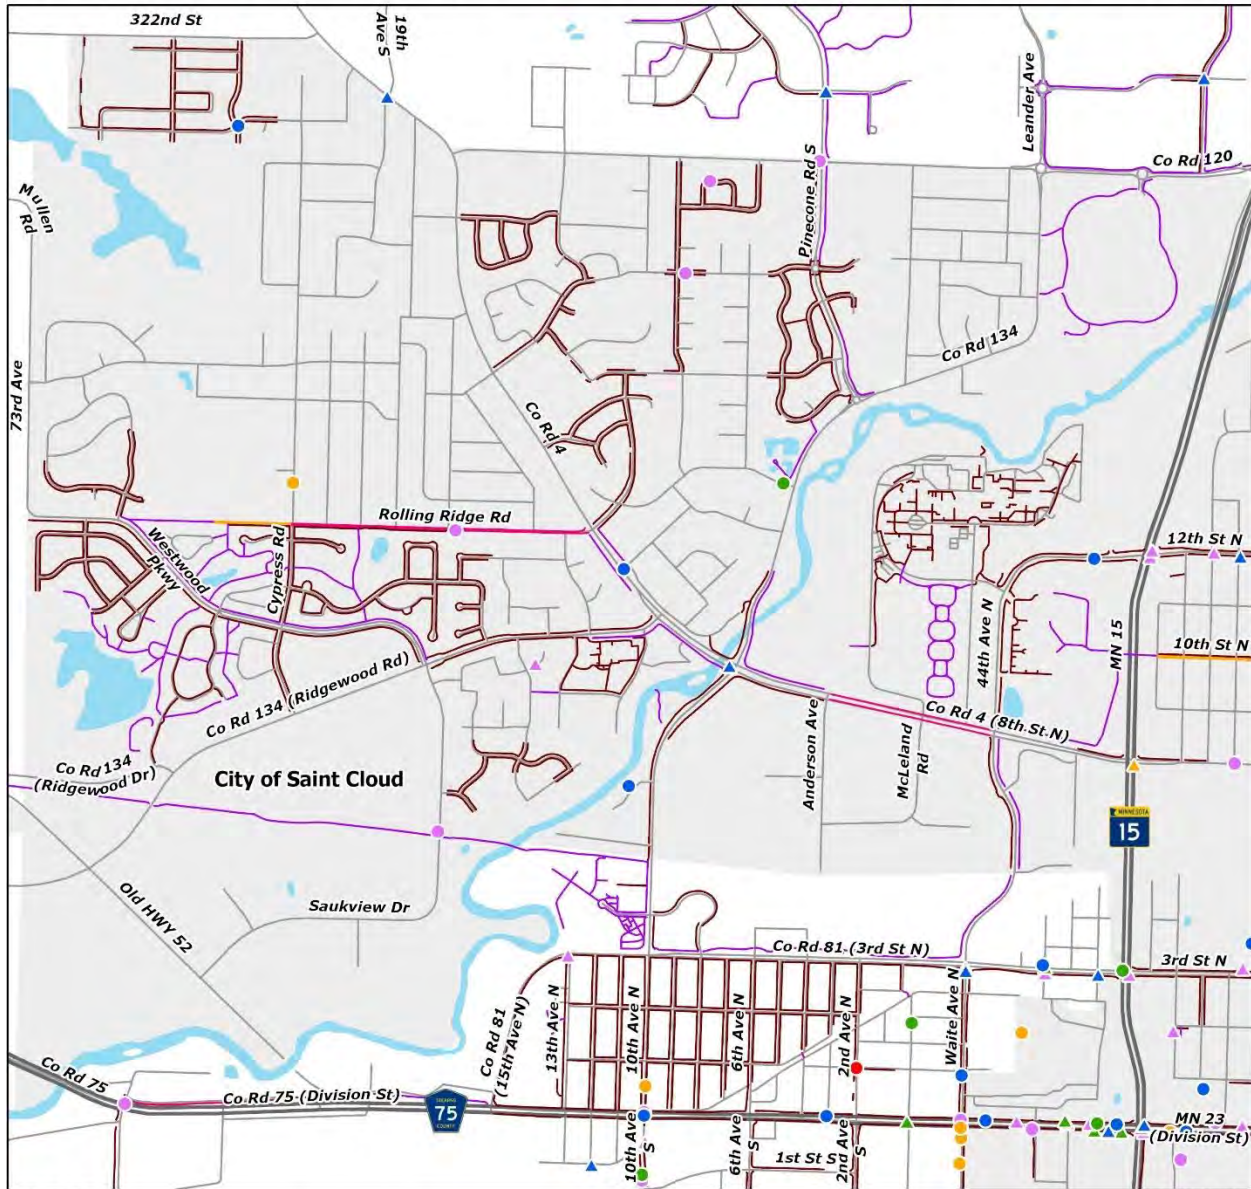 322nd St
19th
Ave S
Leander Ave
Co Rd 120
Pinecone Rd S
Mullen
Rd
Co Rd 134
73rd Ave
Co Rd 4
Rolling Ridge Rd
12th St N
Westwood
Pkwy
Cypress Rd
44th Ave N
MN 15
10th St N
Co Rd 134 (Ridgewood Rd)
Co Rd 4 (8th St N)
Anderson Ave
McLeland
Rd
Co Rd 134
(Ridgewood Dr)
City of Saint Cloud
MINNESOTA
15
Old HWY 52
Saukview Dr
Co Rd 81 (3rd St N)
3rd St N
Co Rd 81
(15th Ave N)
13th Ave N
10th Ave N
6th Ave N
2nd Ave N
Waite Ave N
Co Rd 75
Co Rd 75 (Division St)
75
COUNTY
MN 23
(Division St)
10th Ave
S
6th Ave
S
1st St S
2nd Ave
S